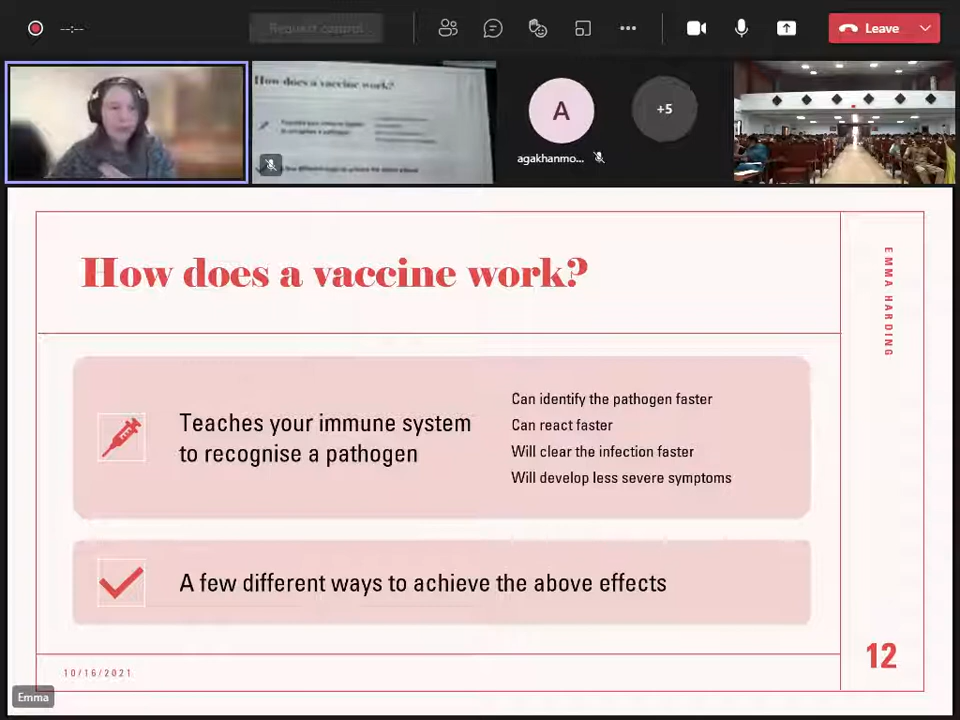 --:--
Request control
Leave
How does a vaccine work?
A
agakhanmo...
+5
How does a vaccine work?
EMMA HARDING
Teaches your immune system
to recognise a pathogen
Can identify the pathogen faster
Can react faster
Will clear the infection faster
Will develop less severe symptoms
A few different ways to achieve the above effects
12
10/16/2021
Emma